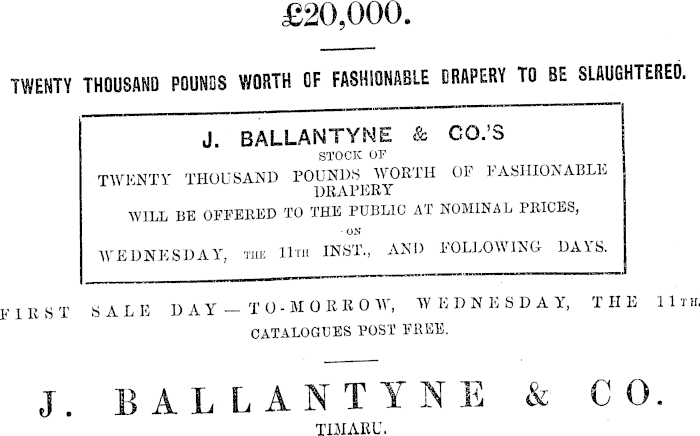 £20,000.
TWENTY THOUSAND POUNDS WORTH OF FASHIONABLE DRAPERY TO BE SLAUGHTERED.
J. BALLANTYNE & CO.'S
STOCK OF
TWENTY THOUSAND POUNDS WORTH OF FASHIONABLE
DRAPERY
WILL BE OFFERED TO THE PUBLIC AT NOMINAL PRICES,
ON
WEDNESDAY, THE 11TH INST., AND FOLLOWING DAYS.
FIRST SALE DAY — TO-MORROW, WEDNESDAY, THE 11TH,
CATALOGUES POST FREE.
J. BALLANTYNE & CO.
TIMARU.